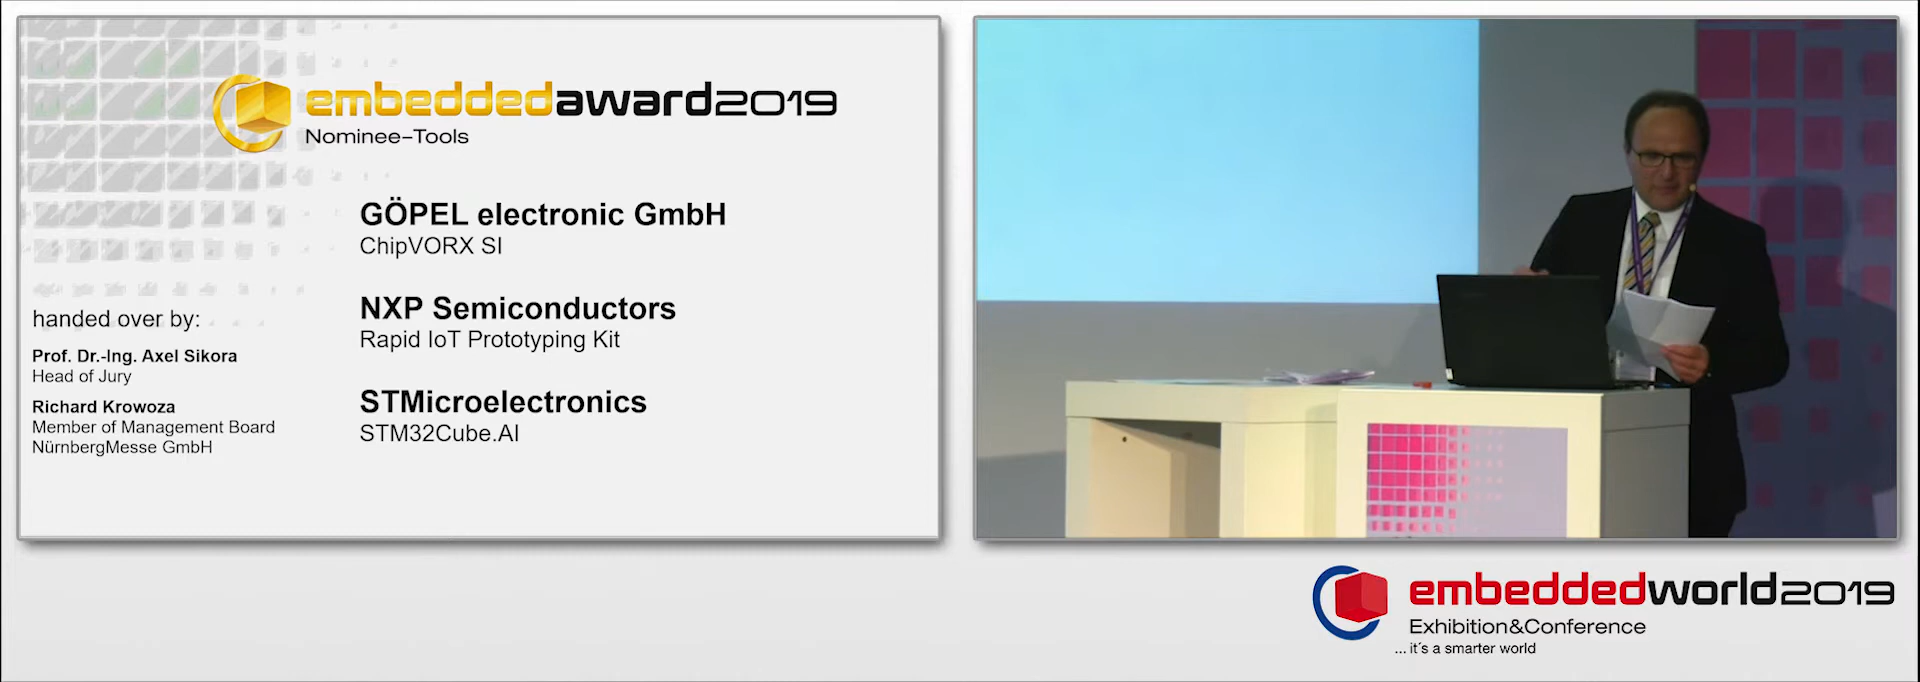 embeddedaward2019
Nominee-Tools
GÖPEL electronic GmbH
ChipVORX SI
NXP Semiconductors
Rapid IoT Prototyping Kit
STMicroelectronics
STM32Cube.AI
handed over by:
Prof. Dr.-Ing. Axel Sikora
Head of Jury
Richard Krowoza
Member of Management Board
NürnbergMesse GmbH
embeddedworld2019
Exhibition&Conference
... it´s a smarter world